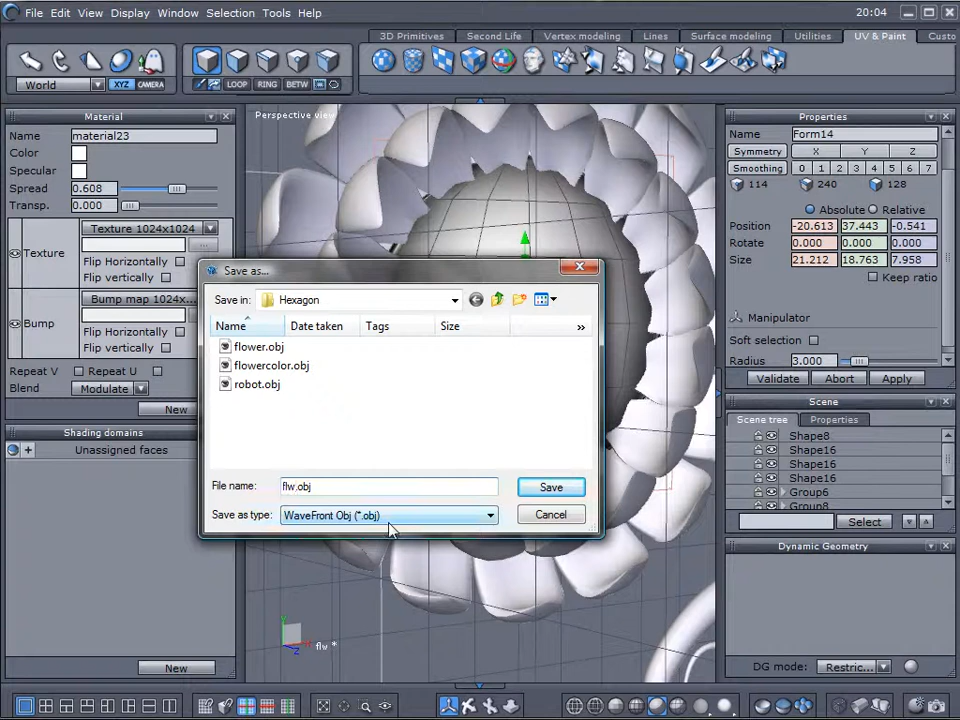 File Edit View Display Window Selection Tools Help 20:04
3D Primitives Second Life Vertex modeling Lines Surface modeling Utilities UV & Paint Custo
World XYZ CAMERA LOOP RING BETW
Material
Name material23
Color
Specular
Spread 0.608
Transp. 0.000
Texture 1024x1024
Texture
Flip Horizontally
Flip vertically
Bump map 1024x...
Bump
Flip Horizontally
Flip vertically
Repeat V Repeat U
Blend Modulate
New
Shading domains
Unassigned faces
New
Perspective view
Save as...
Save in: Hexagon
Name Date taken Tags Size »
flower.obj
flowercolor.obj
robot.obj
File name: flw.obj Save
Save as type: WaveFront Obj (*.obj) Cancel
Y
Z
flw *
Properties
Name Form14
Symmetry X Y Z
Smoothing 0 1 2 3 4 5 6 7 8
114 240 128
Absolute Relative
Position -20.613 37.443 -0.541
Rotate 0.000 0.000 0.000
Size 21.212 18.763 7.958
Keep ratio
Manipulator
Soft selection
Radius 3.000
Validate Abort Apply
Scene
Scene tree Properties
Shape8
Shape16
Shape16
Group6
Group8
Select
Dynamic Geometry
DG mode: Restric...